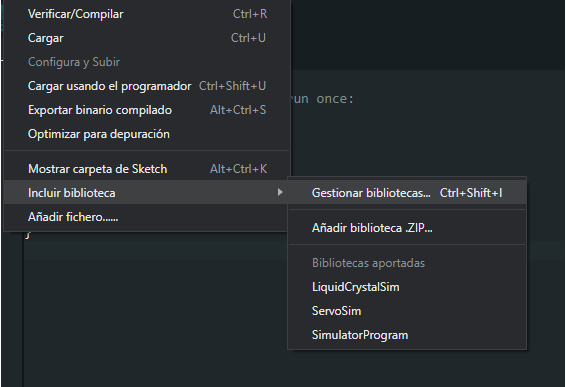 Verificar/Compilar Ctrl+R
Cargar Ctrl+U
Configura y Subir
Cargar usando el programador Ctrl+Shift+U
run once:
Exportar binario compilado Alt+Ctrl+S
Optimizar para depuración
Mostrar carpeta de Sketch Alt+Ctrl+K
Incluir biblioteca
Gestionar bibliotecas... Ctrl+Shift+I
Añadir fichero......
Añadir biblioteca .ZIP...
}
Bibliotecas aportadas
LiquidCrystalSim
ServoSim
SimulatorProgram